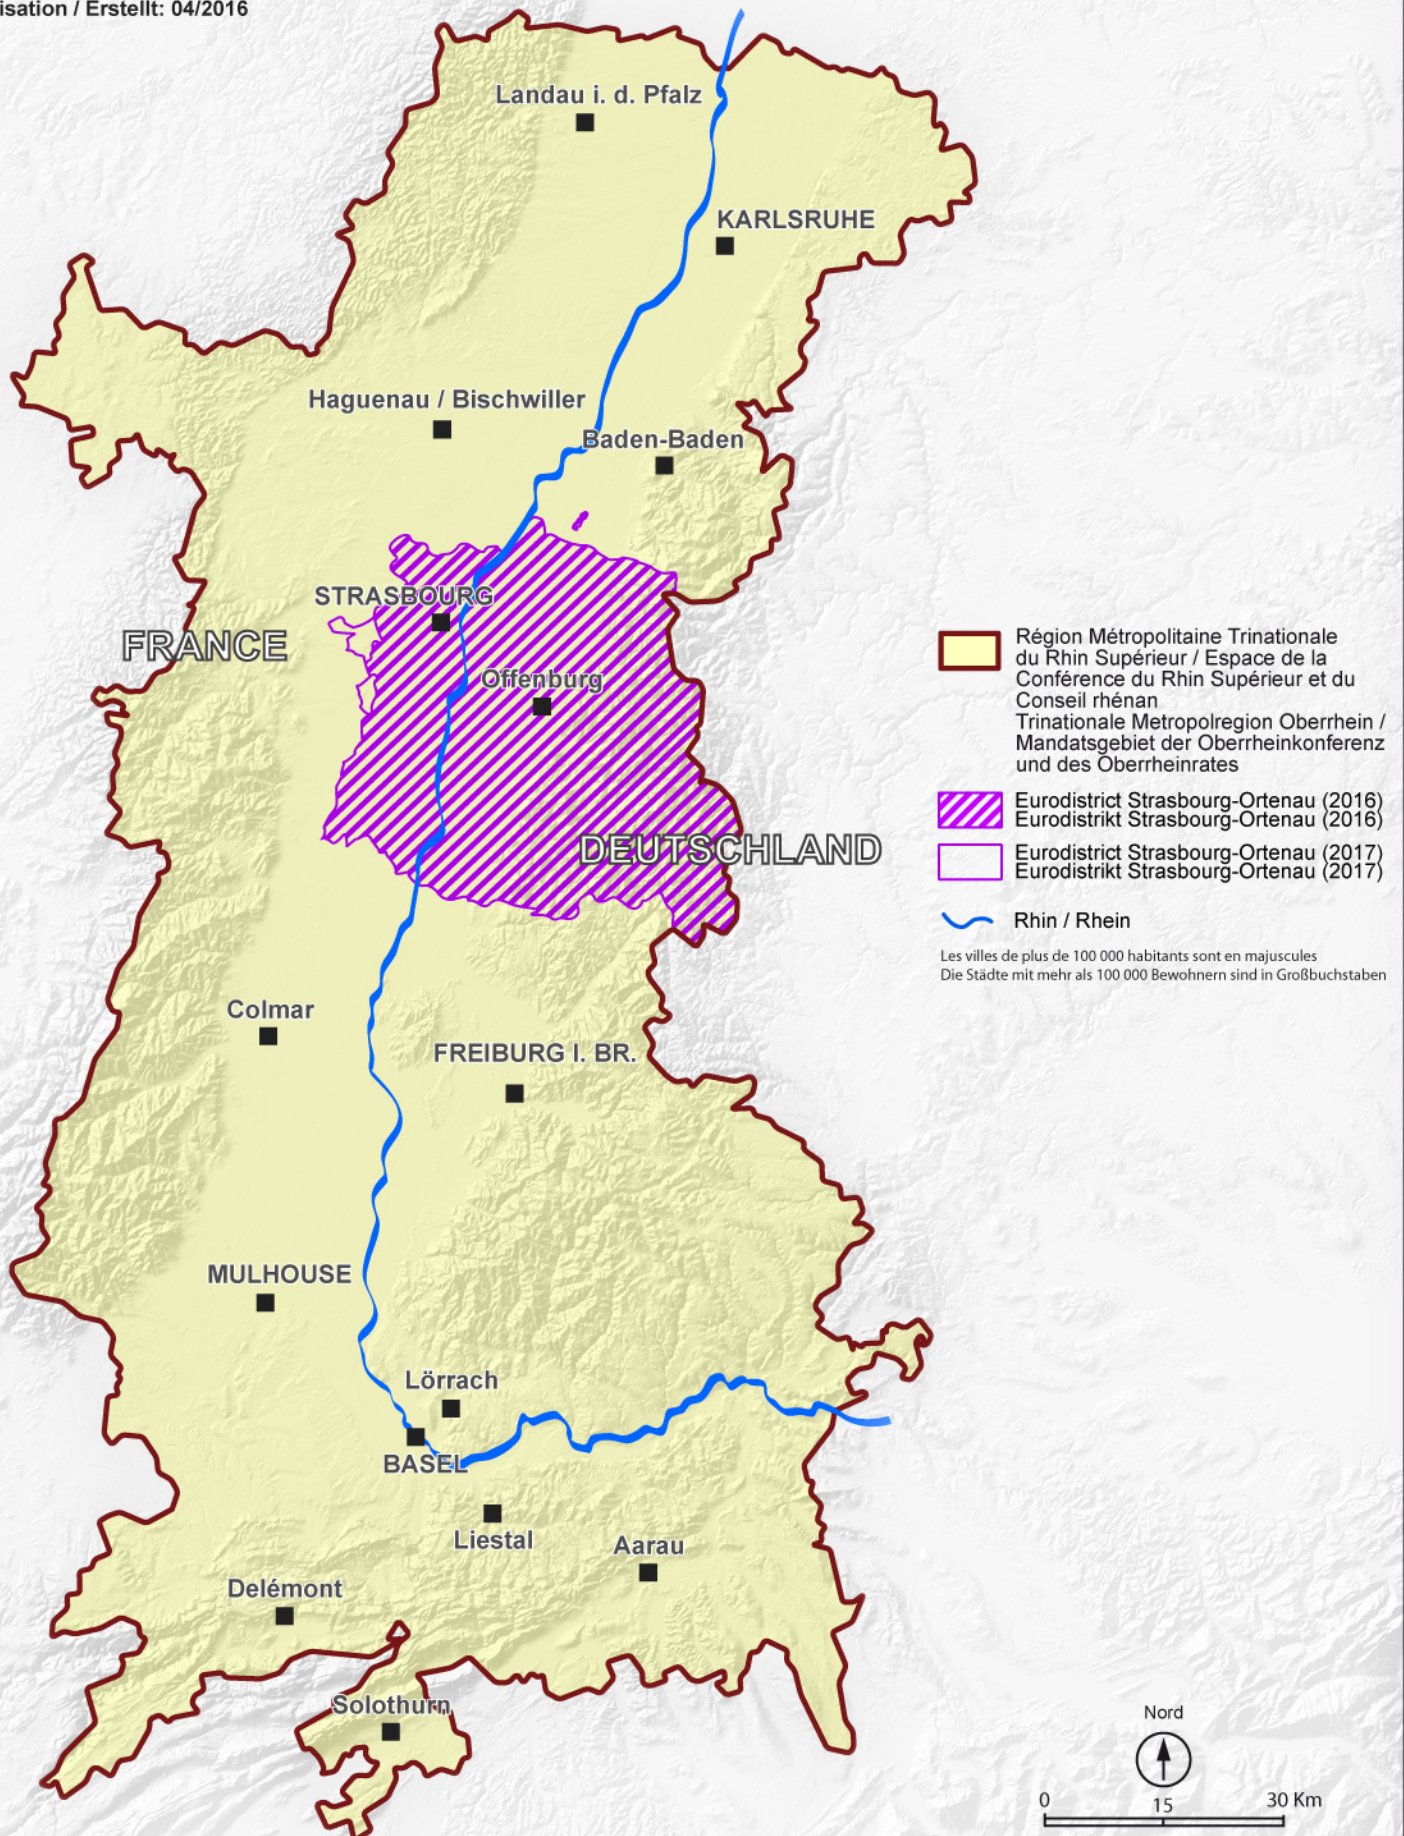 isation / Erstellt: 04/2016
Landau i. d. Pfalz
KARLSRUHE
Haguenau / Bischwiller
Baden-Baden
STRASBOURG
FRANCE
Offenburg
DEUTSCHLAND
Région Métropolitaine Trinationale
du Rhin Supérieur / Espace de la
Conférence du Rhin Supérieur et du
Conseil rhénan
Trinationale Metropolregion Oberrhein /
Mandatsgebiet der Oberrheinkonferenz
und des Oberrheinrates
Eurodistrict Strasbourg-Ortenau (2016)
Eurodistrikt Strasbourg-Ortenau (2016)
Eurodistrict Strasbourg-Ortenau (2017)
Eurodistrikt Strasbourg-Ortenau (2017)
Rhin / Rhein
Les villes de plus de 100 000 habitants sont en majuscules
Die Städte mit mehr als 100 000 Bewohnern sind in Großbuchstaben
Colmar
FREIBURG I. BR.
MULHOUSE
Lörrach
BASEL
Liestal
Aarau
Delémont
Solothurn
Nord
0 15 30 Km